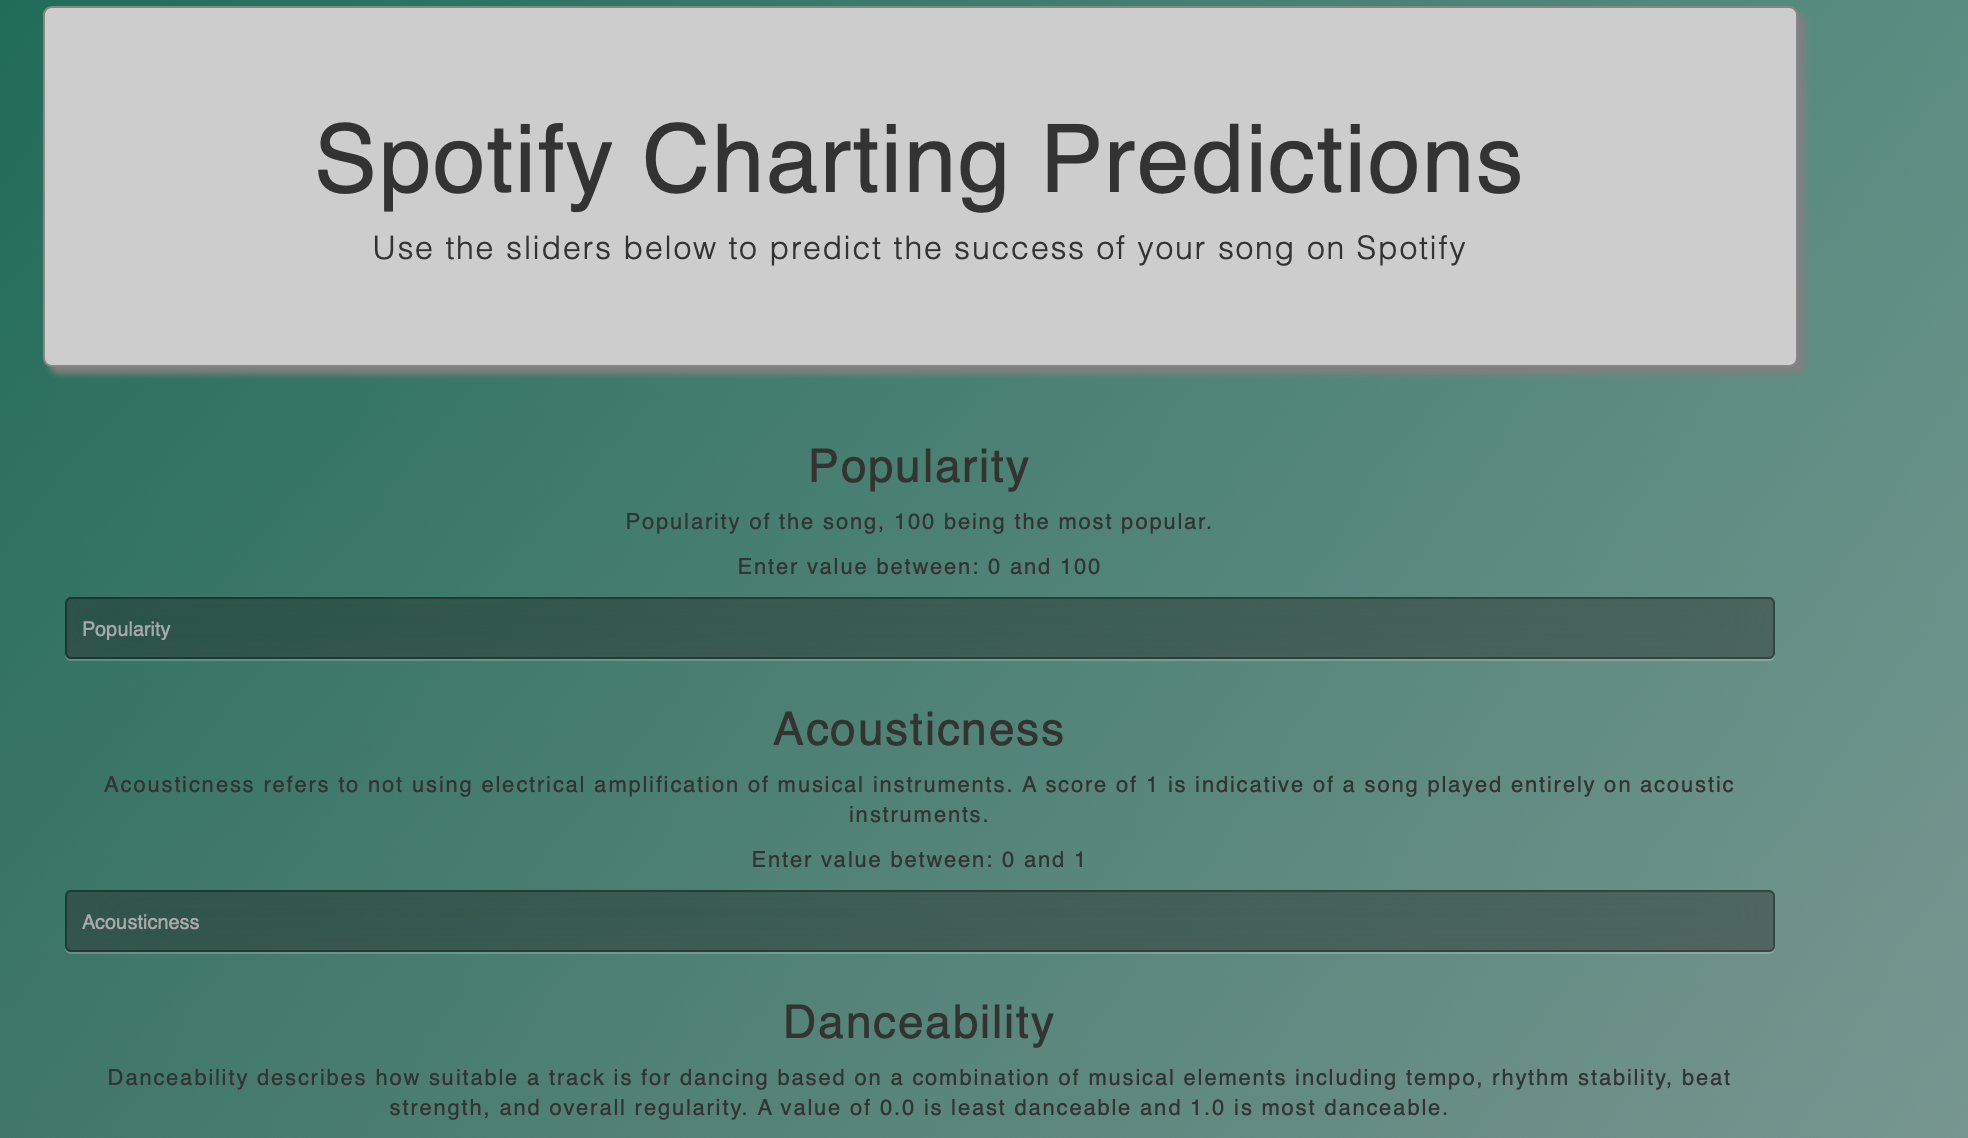 Spotify Charting Predictions
Use the sliders below to predict the success of your song on Spotify
Popularity
Popularity of the song, 100 being the most popular.
Enter value between: 0 and 100
Popularity
Acousticness
Acousticness refers to not using electrical amplification of musical instruments. A score of 1 is indicative of a song played entirely on acoustic
instruments.
Enter value between: 0 and 1
Acousticness
Danceability
Danceability describes how suitable a track is for dancing based on a combination of musical elements including tempo, rhythm stability, beat
strength, and overall regularity. A value of 0.0 is least danceable and 1.0 is most danceable.